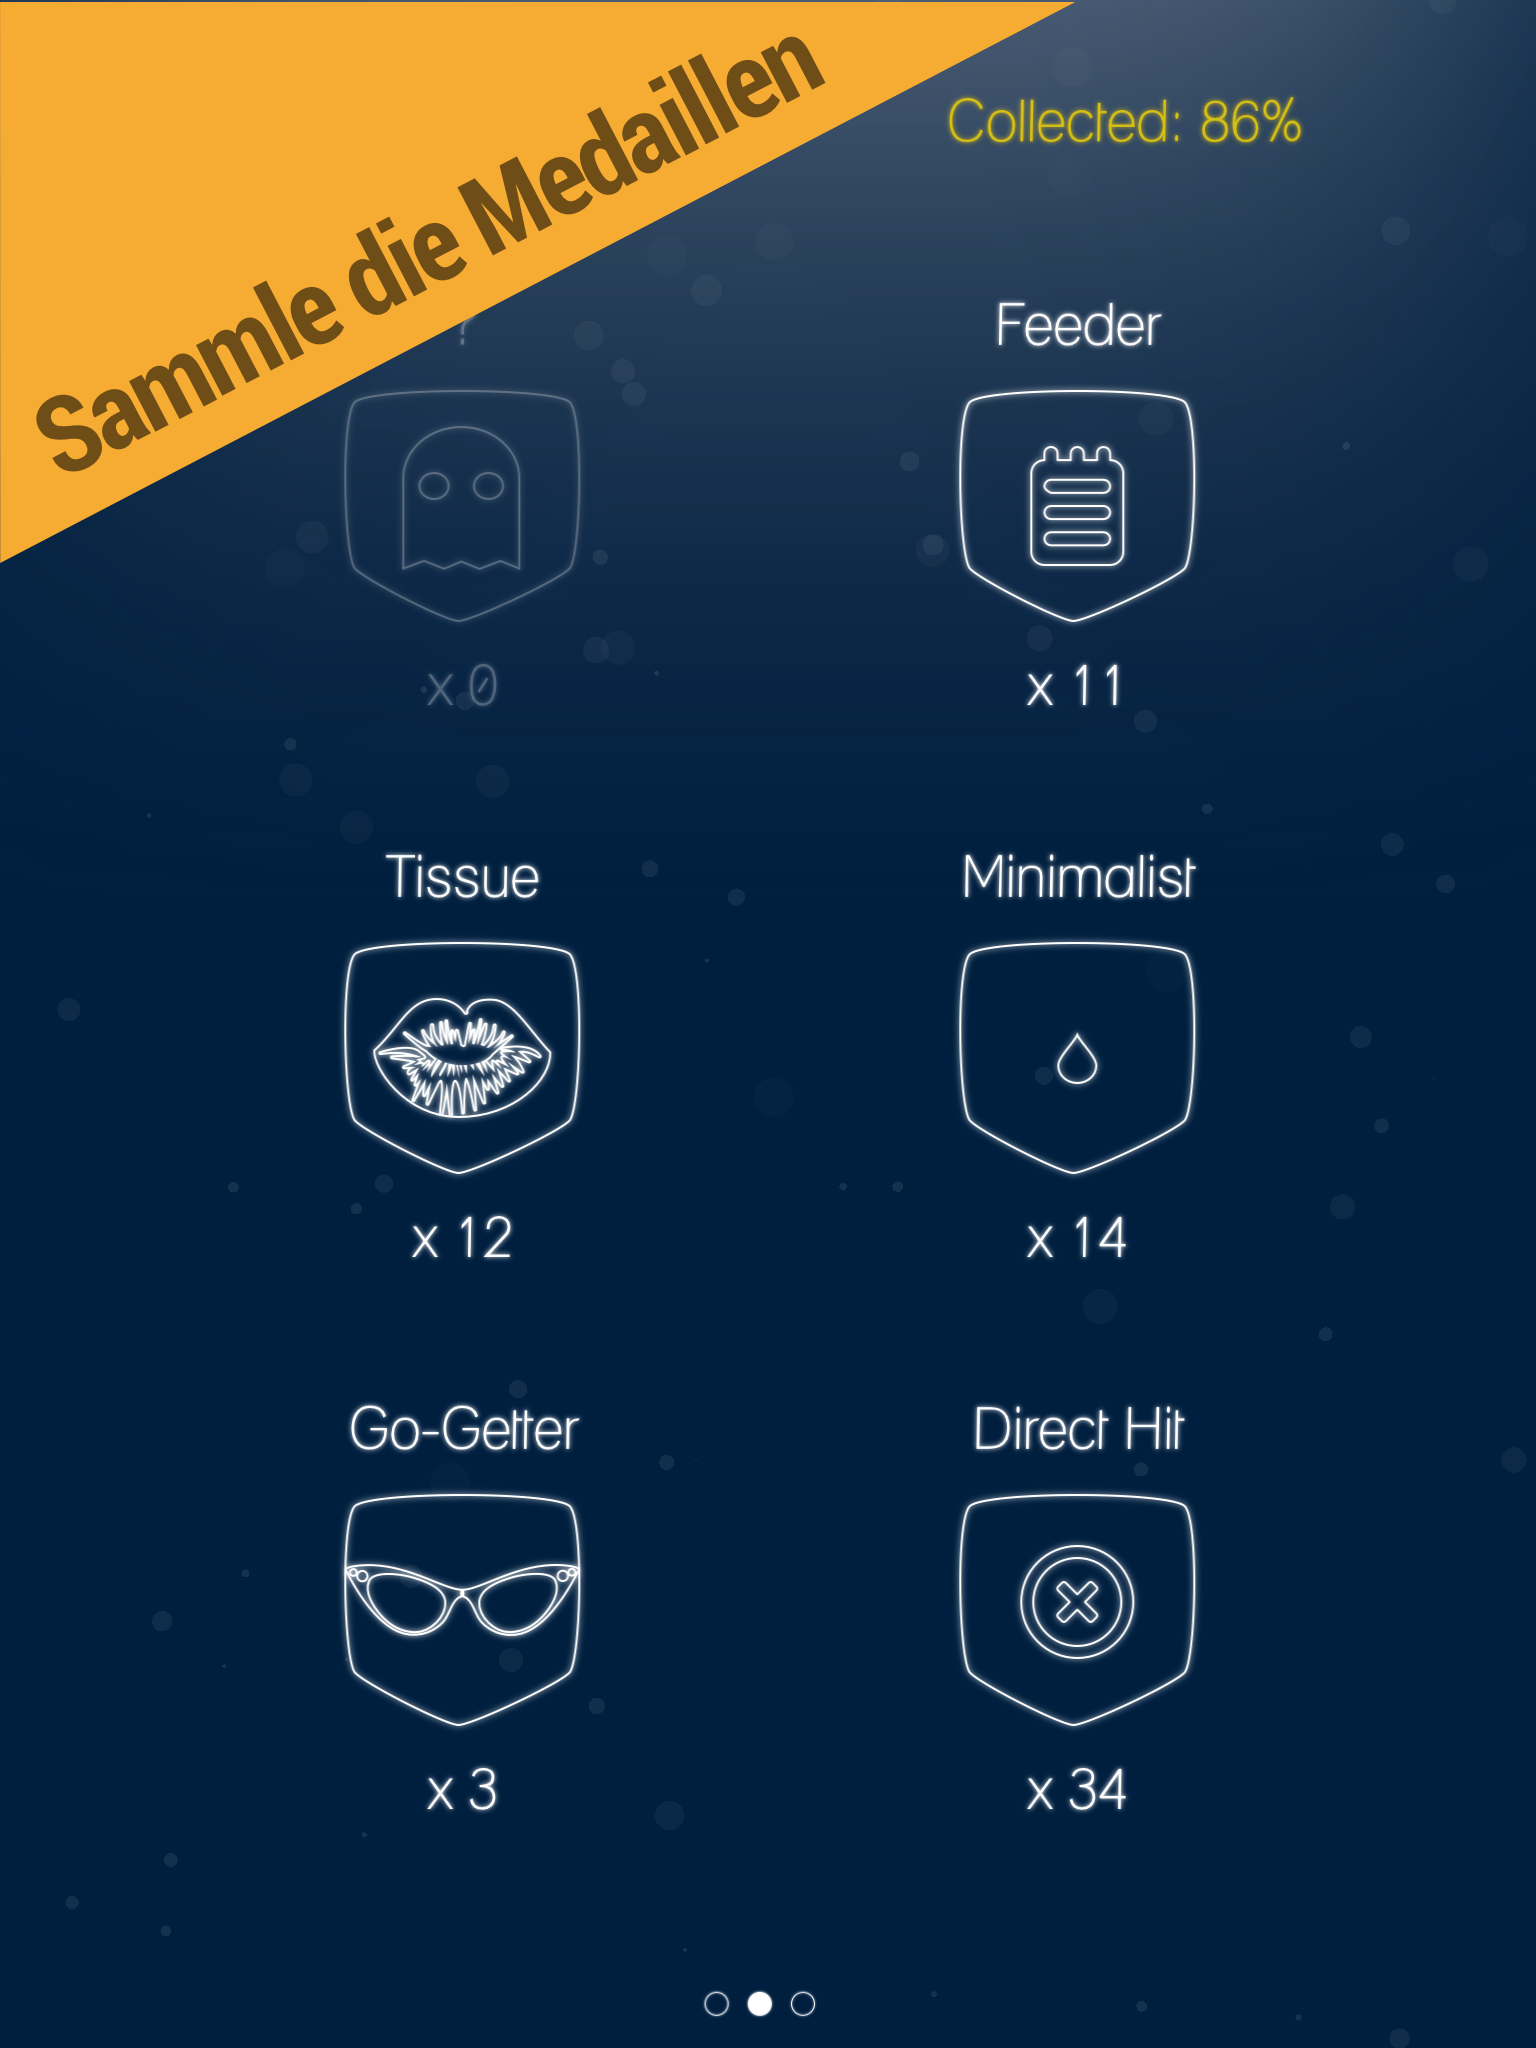 Sammle die Medaillen
Collected: 86%
?
Feeder
x 0
x 11
Tissue
Minimalist
x 12
x 14
Go-Getter
Direct Hit
x 3
x 34